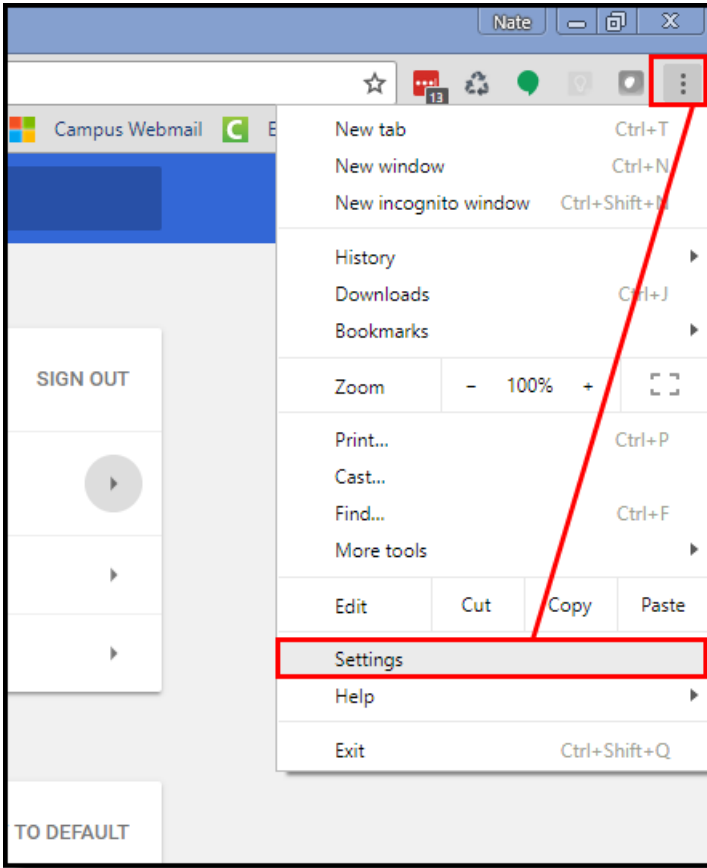 Nate
13
Campus Webmail C E
New tab Ctrl+T
New window Ctrl+N
New incognito window Ctrl+Shift+N
History
Downloads Ctrl+J
Bookmarks
SIGN OUT
Zoom - 100% +
Print... Ctrl+P
Cast...
Find... Ctrl+F
More tools
Edit Cut Copy Paste
Settings
Help
Exit Ctrl+Shift+Q
TO DEFAULT